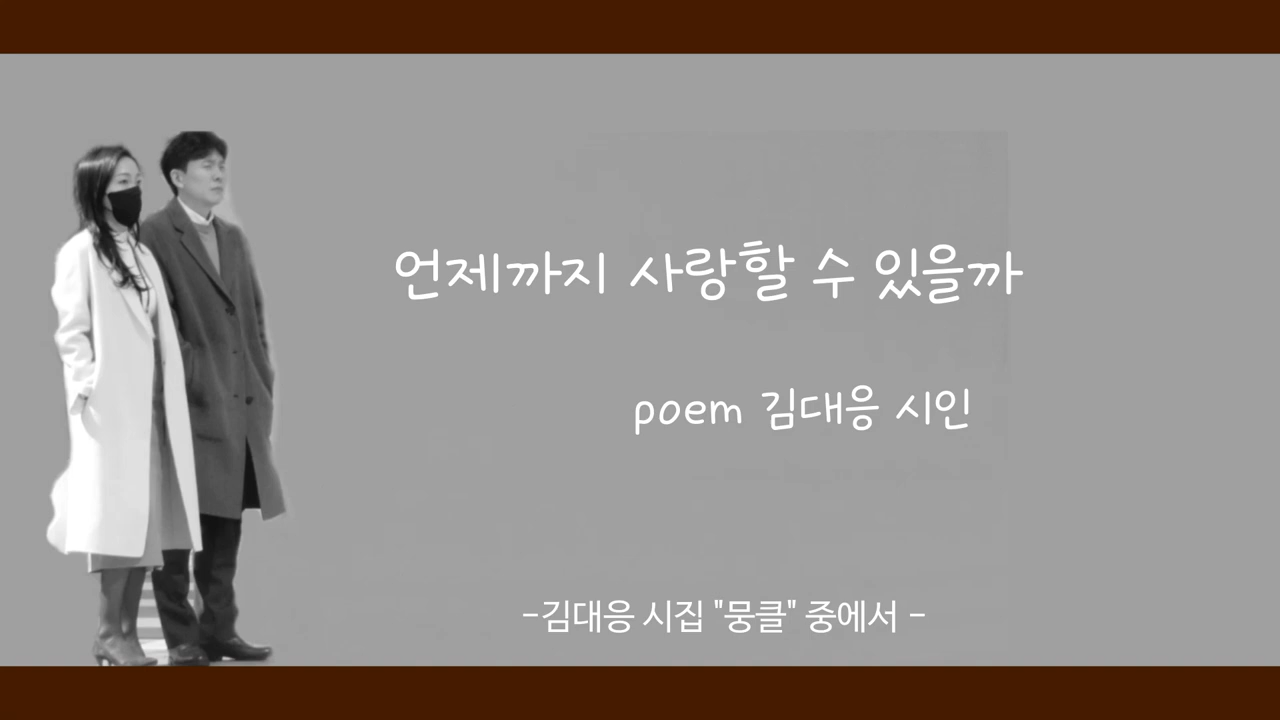 언제까지 사랑할 수 있을까
poem 김대응 시인
-김대응 시집 "뭉클" 중에서 -